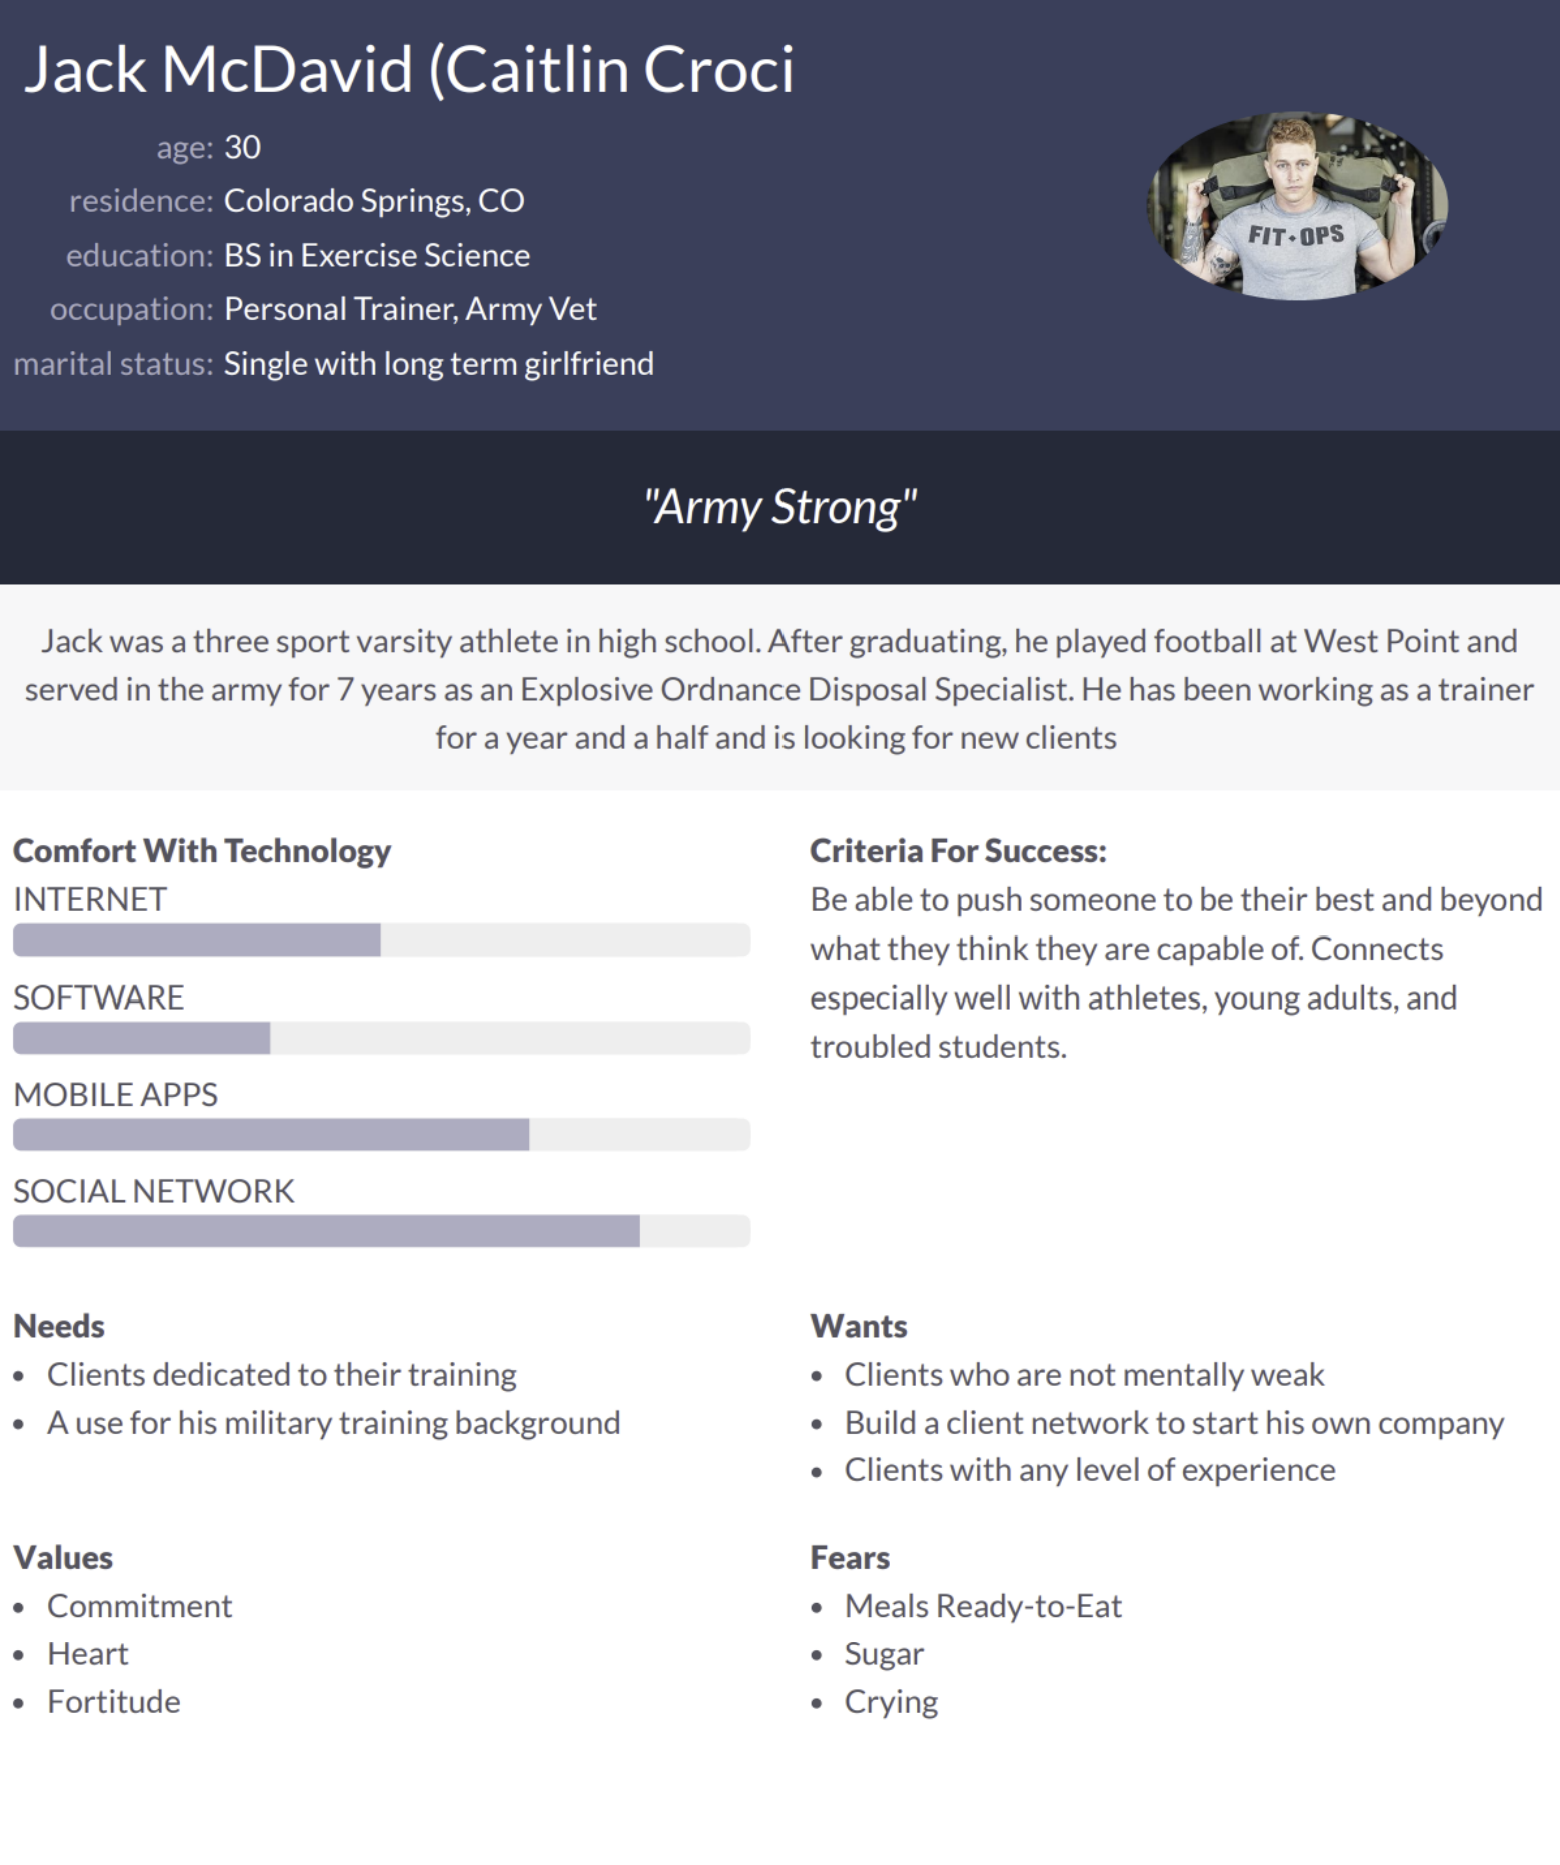 Jack McDavid (Caitlin Croci
age: 30
residence: Colorado Springs, CO
education: BS in Exercise Science
occupation: Personal Trainer, Army Vet
marital status: Single with long term girlfriend
FIT•OPS
"Army Strong"
Jack was a three sport varsity athlete in high school. After graduating, he played football at West Point and
served in the army for 7 years as an Explosive Ordnance Disposal Specialist. He has been working as a trainer
for a year and a half and is looking for new clients
Comfort With Technology
INTERNET
SOFTWARE
MOBILE APPS
SOCIAL NETWORK
Criteria For Success:
Be able to push someone to be their best and beyond
what they think they are capable of. Connects
especially well with athletes, young adults, and
troubled students.
Needs
• Clients dedicated to their training
• A use for his military training background
Wants
• Clients who are not mentally weak
• Build a client network to start his own company
• Clients with any level of experience
Values
• Commitment
• Heart
• Fortitude
Fears
• Meals Ready-to-Eat
• Sugar
• Crying